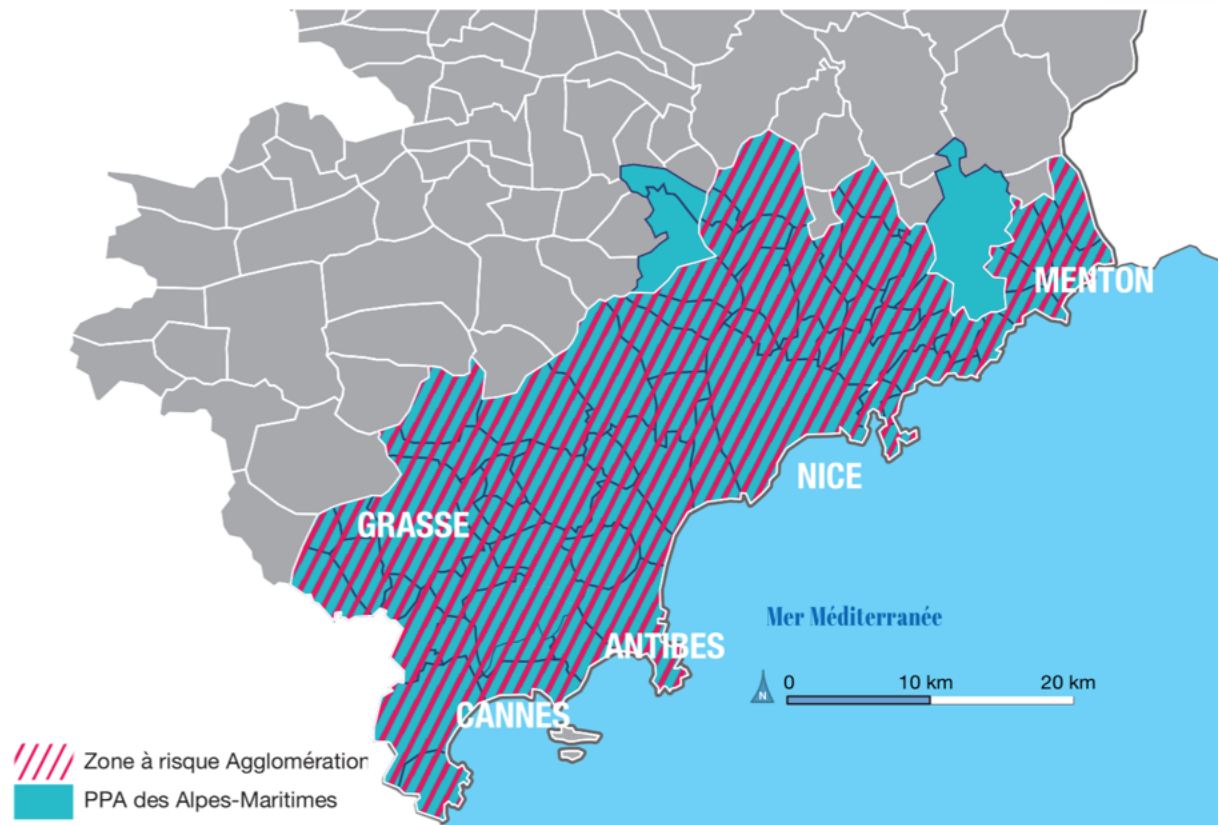 MENTON
NICE
GRASSE
Mer Méditerranée
ANTIBES
N
0 10 km 20 km
CANNES
Zone à risque Agglomération
PPA des Alpes-Maritimes